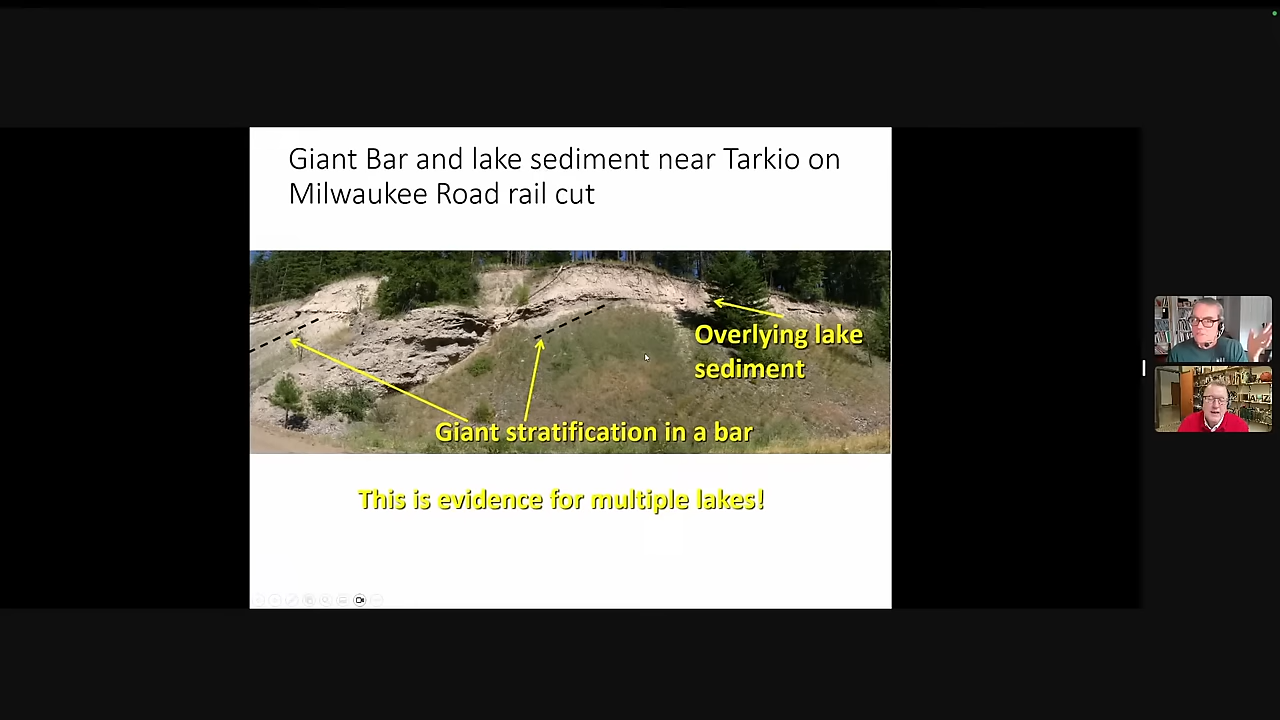 Giant Bar and lake sediment near Tarkio on
Milwaukee Road rail cut
Overlying lake
sediment
Giant stratification in a bar
This is evidence for multiple lakes!